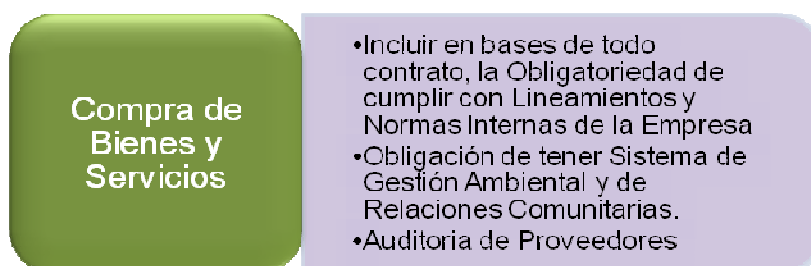 Compra de
Bienes y
Servicios
•Incluir en bases de todo
contrato, la Obligatoriedad de
cumplir con Lineamientos y
Normas Internas de la Empresa
•Obligación de tener Sistema de
Gestión Ambiental y de
Relaciones Comunitarias.
•Auditoria de Proveedores